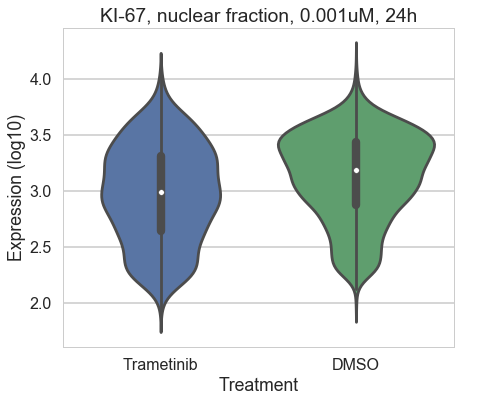 KI-67, nuclear fraction, 0.001uM, 24h
Expression (log10)
4.0
3.5
3.0
2.5
2.0
Trametinib DMSO
Treatment